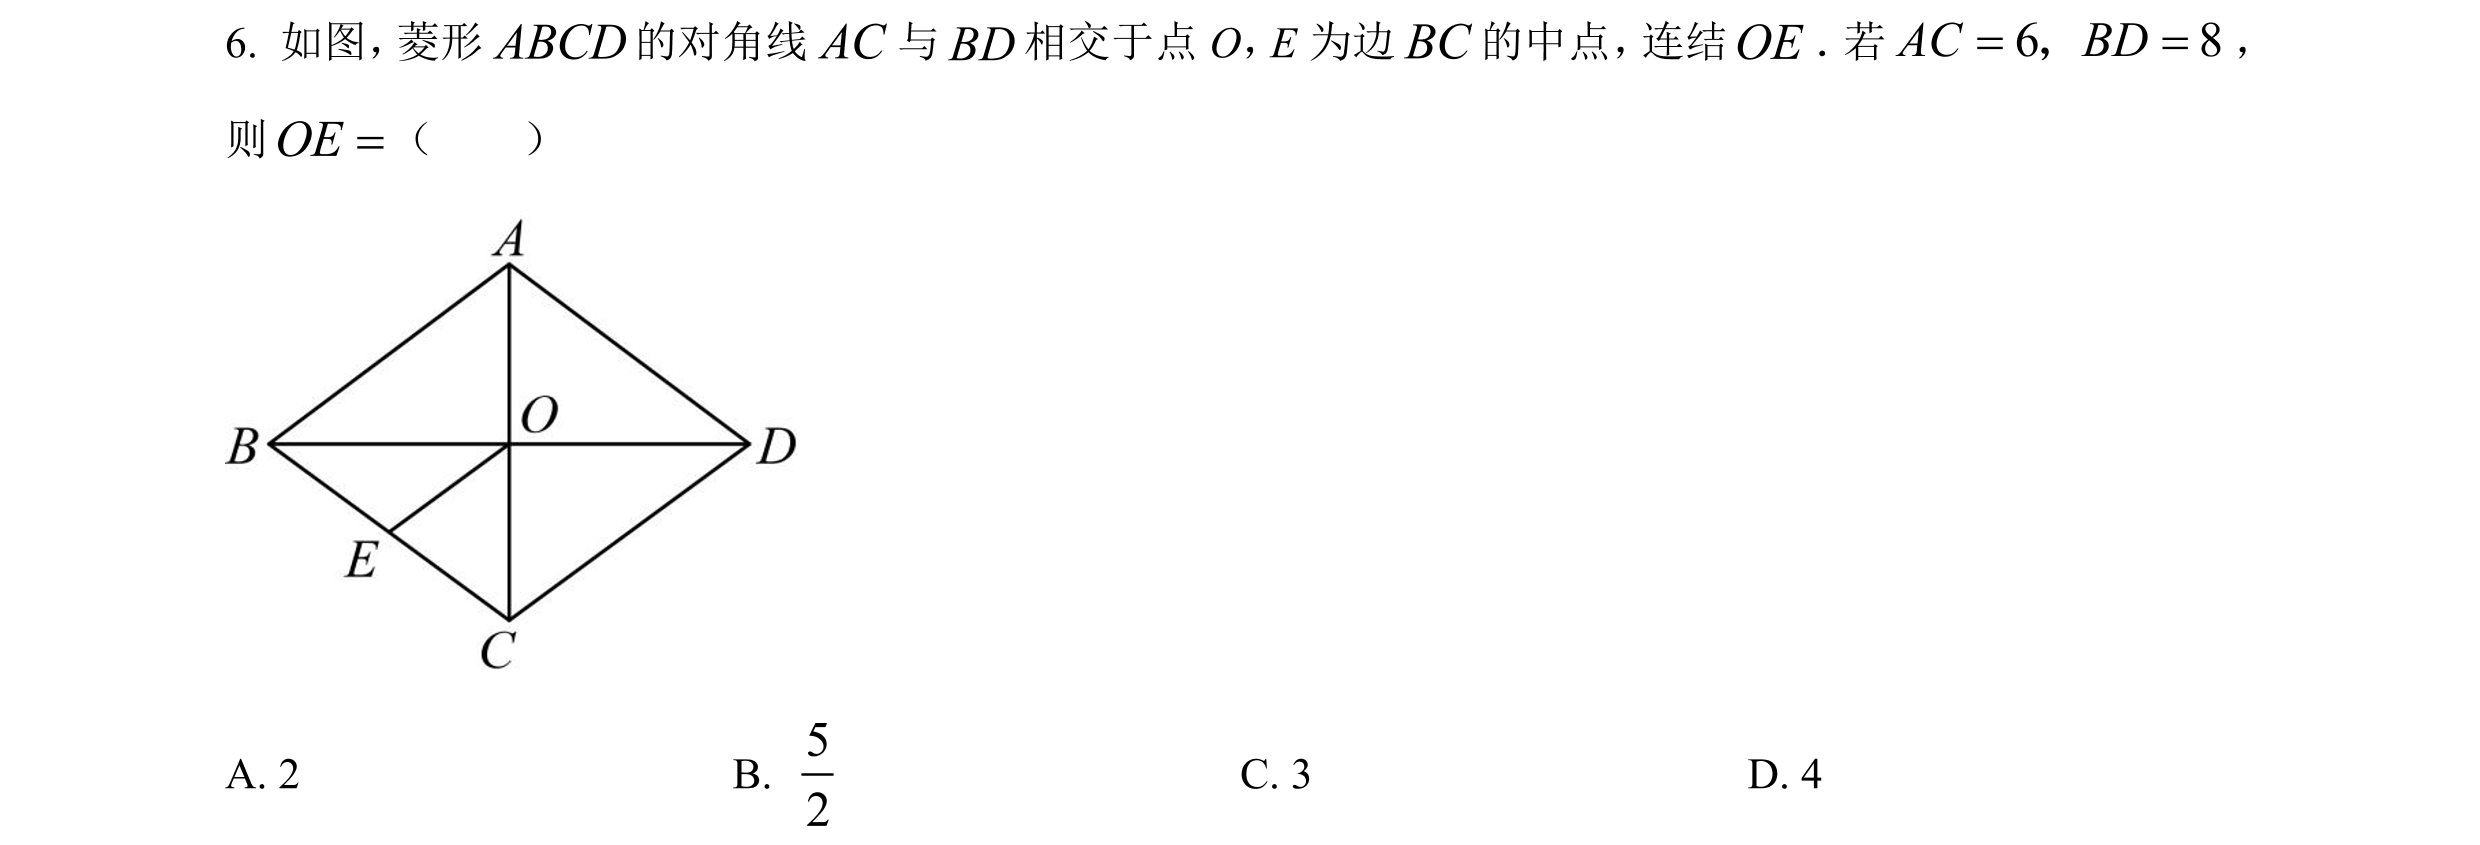 6. 如图，菱形 ABCD 的对角线 AC 与 BD 相交于点 O，E 为边 BC 的中点，连结 OE．若 AC = 6，BD = 8，
则 OE =（　　）
A
O
B
D
E
C
A. 2 B. 5/2 C. 3 D. 4